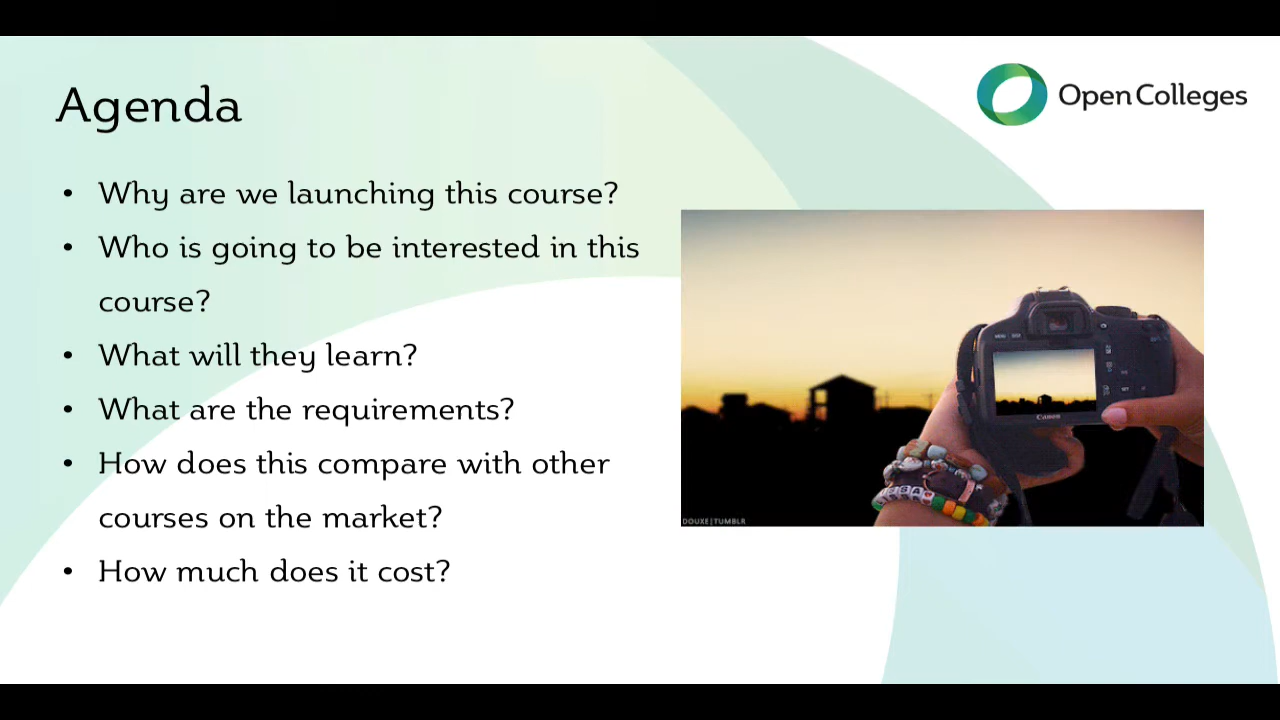 Agenda
Open Colleges
• Why are we launching this course?
• Who is going to be interested in this
course?
• What will they learn?
• What are the requirements?
• How does this compare with other
courses on the market?
• How much does it cost?
Canon
DOUXE|TUMBLR